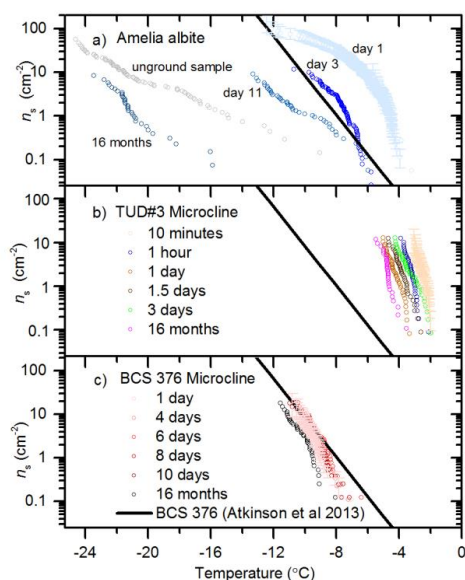 100
10
1
0.1
nₛ (cm⁻²)
a) Amelia albite
day 1
day 3
unground sample
day 11
16 months
100
10
1
0.1
nₛ (cm⁻²)
b) TUD#3 Microcline
10 minutes
1 hour
1 day
1.5 days
3 days
16 months
100
10
1
0.1
nₛ (cm⁻²)
c) BCS 376 Microcline
1 day
4 days
6 days
8 days
10 days
16 months
BCS 376 (Atkinson et al 2013)
-24 -20 -16 -12 -8 -4 0
Temperature (°C)